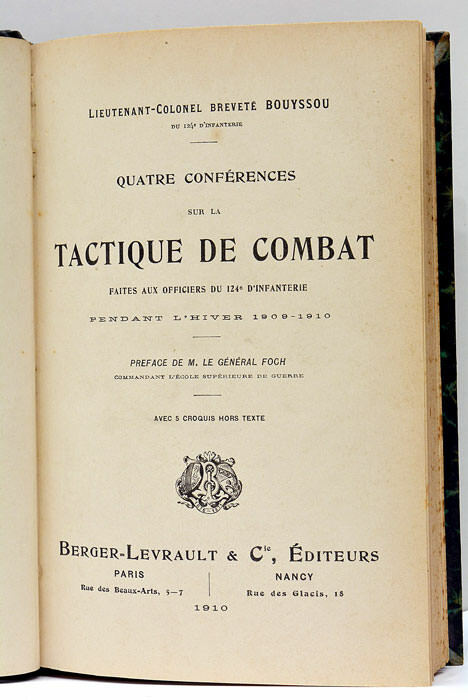 LIEUTENANT-COLONEL BREVETÉ BOUYSSOU
DU 124e D'INFANTERIE
QUATRE CONFÉRENCES
SUR LA
TACTIQUE DE COMBAT
FAITES AUX OFFICIERS DU 124e D'INFANTERIE
PENDANT L'HIVER 1909-1910
PREFACE DE M. LE GÉNÉRAL FOCH
COMMANDANT L'ÉCOLE SUPÉRIEURE DE GUERRE
AVEC 5 CROQUIS HORS TEXTE
BERGER-LEVRAULT & Cie, ÉDITEURS
PARIS
Rue des Beaux-Arts, 5-7
NANCY
Rue des Glacis, 18
1910